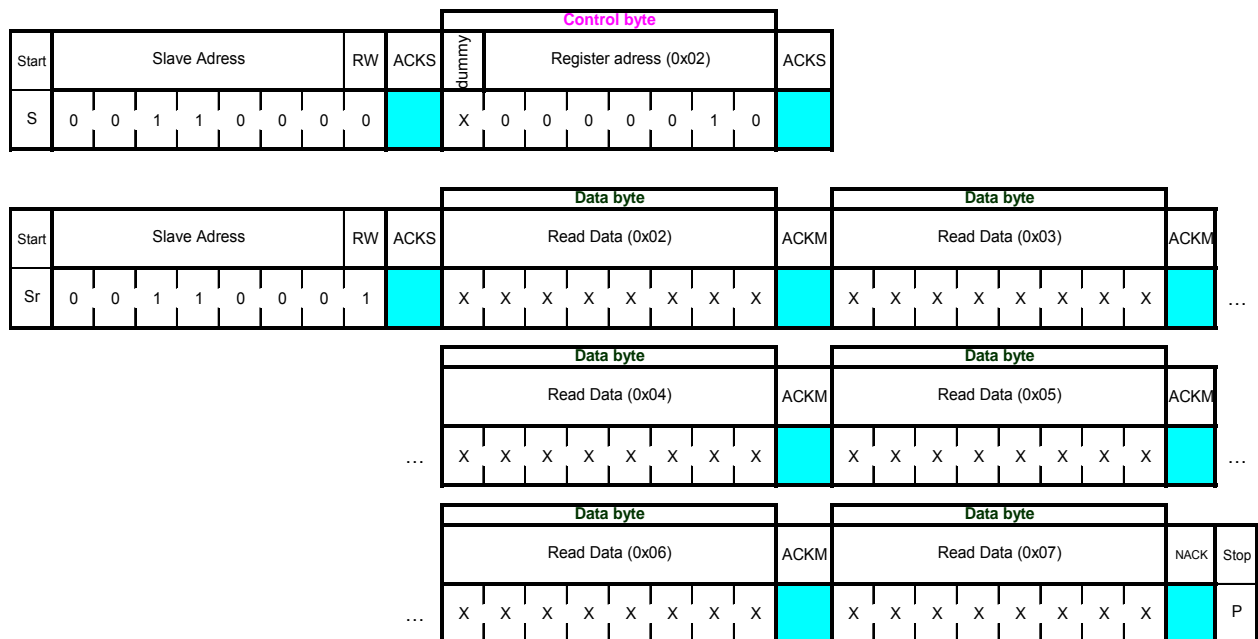 Control byte
Start Slave Adress RW ACKS dummy Register adress (0x02) ACKS
S 0 0 1 1 0 0 0 0 X 0 0 0 0 0 1 0
Data byte Data byte
Start Slave Adress RW ACKS Read Data (0x02) ACKM Read Data (0x03) ACKM
Sr 0 0 1 1 0 0 0 1 X X X X X X X X X X X X X X X X …
Data byte Data byte
Read Data (0x04) ACKM Read Data (0x05) ACKM
… X X X X X X X X X X X X X X X X …
Data byte Data byte
Read Data (0x06) ACKM Read Data (0x07) NACK Stop
… X X X X X X X X X X X X X X X X P